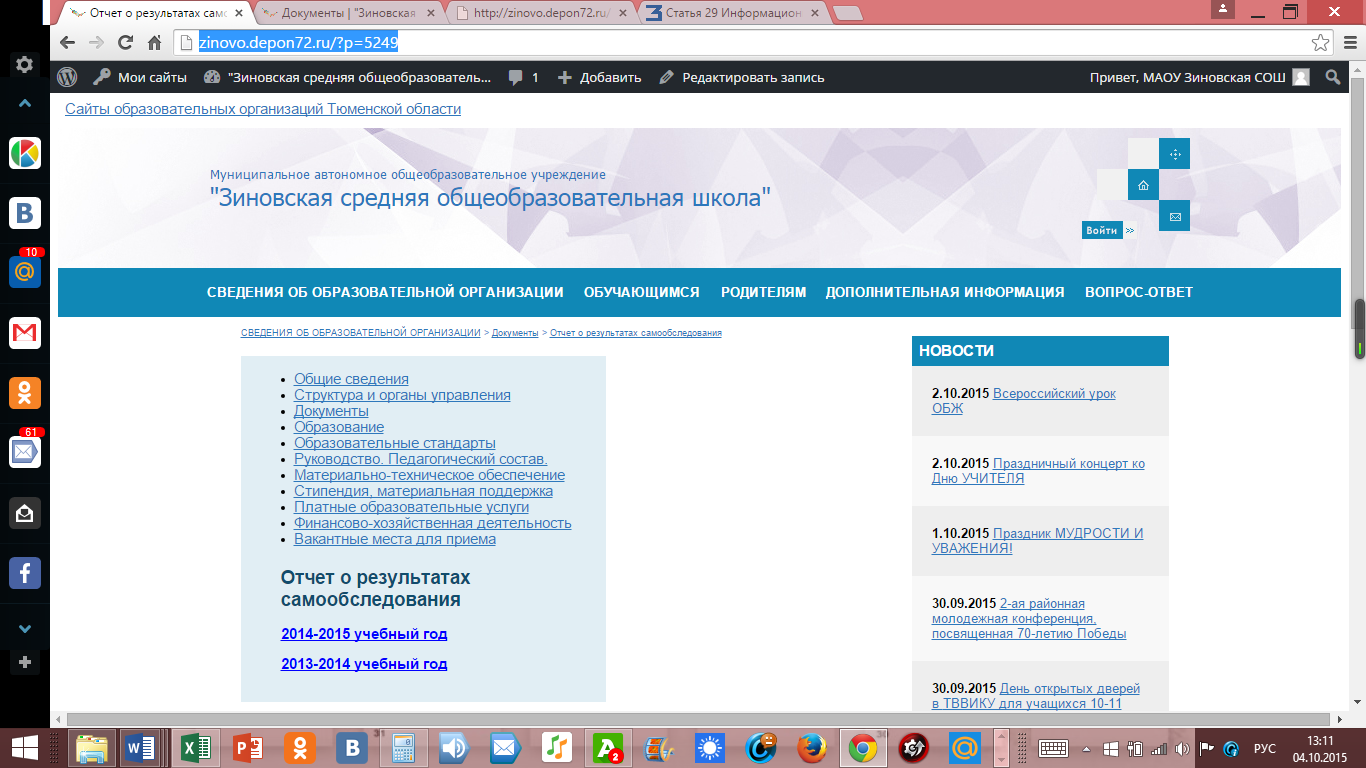 Отчет о результатах само
Документы | "Зиновская
http://zinovo.depon72.ru/
Статья 29 Информацион
zinovo.depon72.ru/?p=5249
Мои сайты
"Зиновская средняя общеобразователь...
1
Добавить
Редактировать запись
Привет, МАОУ Зиновская СОШ
Сайты образовательных организаций Тюменской области
Муниципальное автономное общеобразовательное учреждение
"Зиновская средняя общеобразовательная школа"
Войти >>
СВЕДЕНИЯ ОБ ОБРАЗОВАТЕЛЬНОЙ ОРГАНИЗАЦИИ
ОБУЧАЮЩИМСЯ
РОДИТЕЛЯМ
ДОПОЛНИТЕЛЬНАЯ ИНФОРМАЦИЯ
ВОПРОС-ОТВЕТ
СВЕДЕНИЯ ОБ ОБРАЗОВАТЕЛЬНОЙ ОРГАНИЗАЦИИ > Документы > Отчет о результатах самообследования
Общие сведения
Структура и органы управления
Документы
Образование
Образовательные стандарты
Руководство. Педагогический состав.
Материально-техническое обеспечение
Стипендия, материальная поддержка
Платные образовательные услуги
Финансово-хозяйственная деятельность
Вакантные места для приема
Отчет о результатах
самообследования
2014-2015 учебный год
2013-2014 учебный год
НОВОСТИ
2.10.2015 Всероссийский урок
ОБЖ
2.10.2015 Праздничный концерт ко
Дню УЧИТЕЛЯ
1.10.2015 Праздник МУДРОСТИ И
УВАЖЕНИЯ!
30.09.2015 2-ая районная
молодежная конференция,
посвященная 70-летию Победы
30.09.2015 День открытых дверей
в ТВВИКУ для учащихся 10-11
10
61
31
2
30
РУС
13:11
04.10.2015